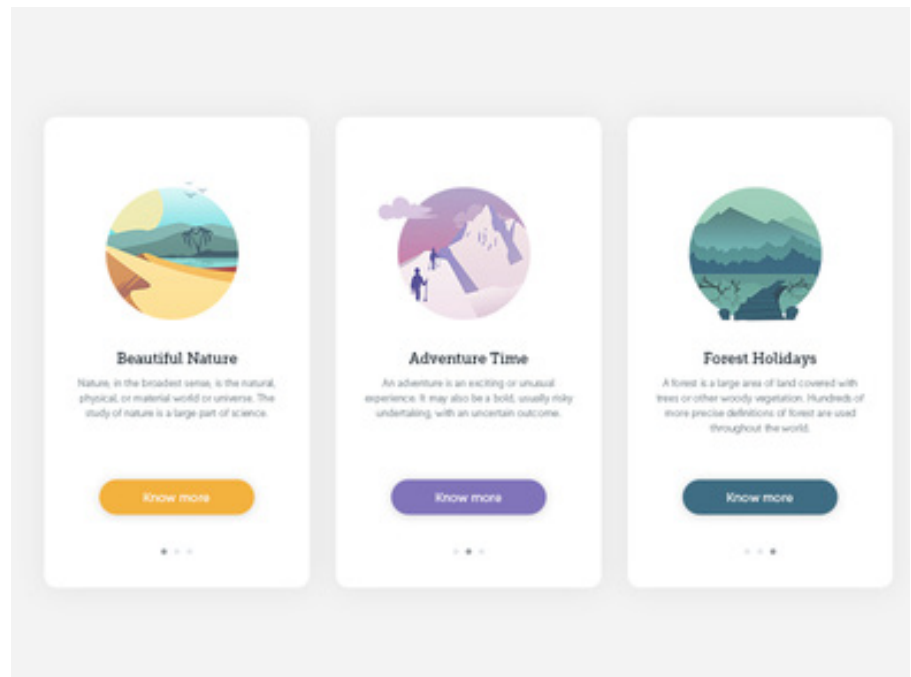 Beautiful Nature
Nature, in the broadest sense, is the natural,
physical, or material world or universe. The
study of nature is a large part of science.
Know more
Adventure Time
An adventure is an exciting or unusual
experience. It may also be a bold, usually risky
undertaking, with an uncertain outcome.
Know more
Forest Holidays
A forest is a large area of land covered with
trees or other woody vegetation. Hundreds of
more precise definitions of forest are used
throughout the world.
Know more